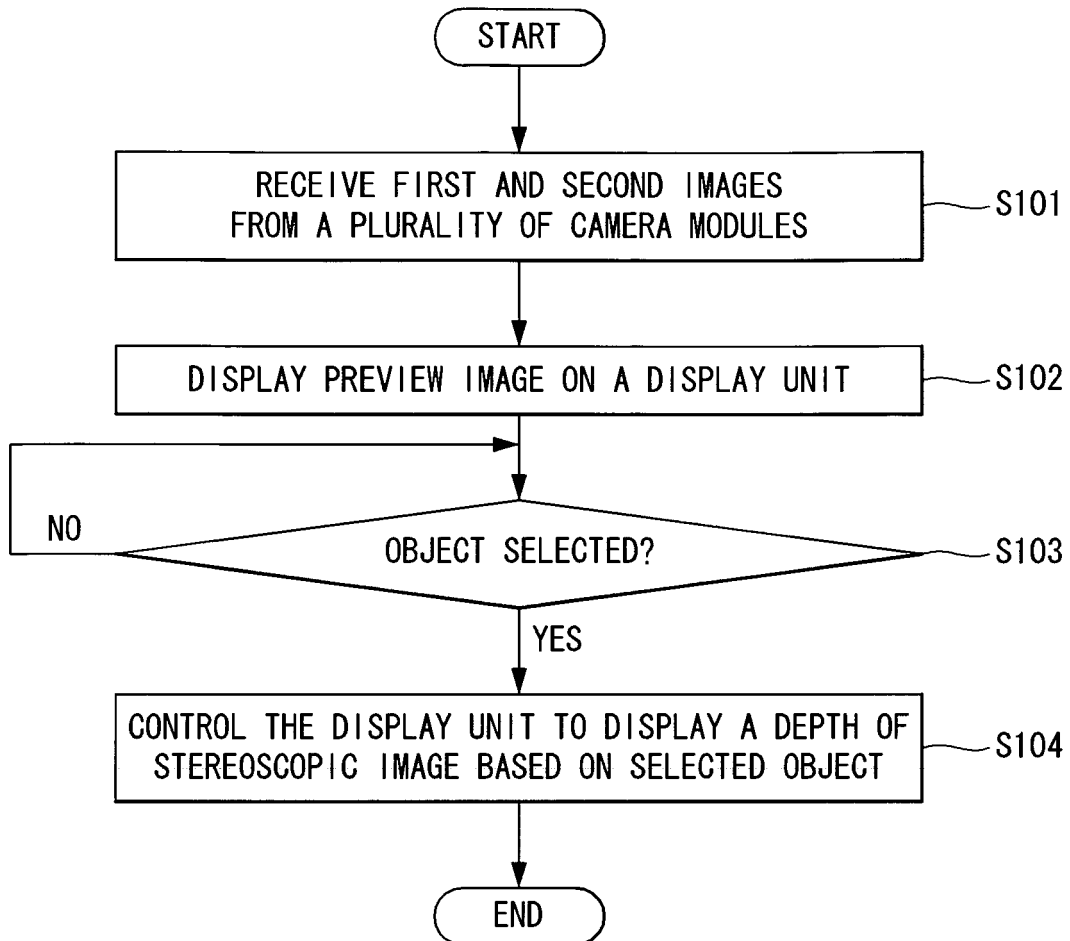 START
RECEIVE FIRST AND SECOND IMAGES
FROM A PLURALITY OF CAMERA MODULES
S101
DISPLAY PREVIEW IMAGE ON A DISPLAY UNIT
S102
NO
OBJECT SELECTED?
S103
YES
CONTROL THE DISPLAY UNIT TO DISPLAY A DEPTH OF
STEREOSCOPIC IMAGE BASED ON SELECTED OBJECT
S104
END